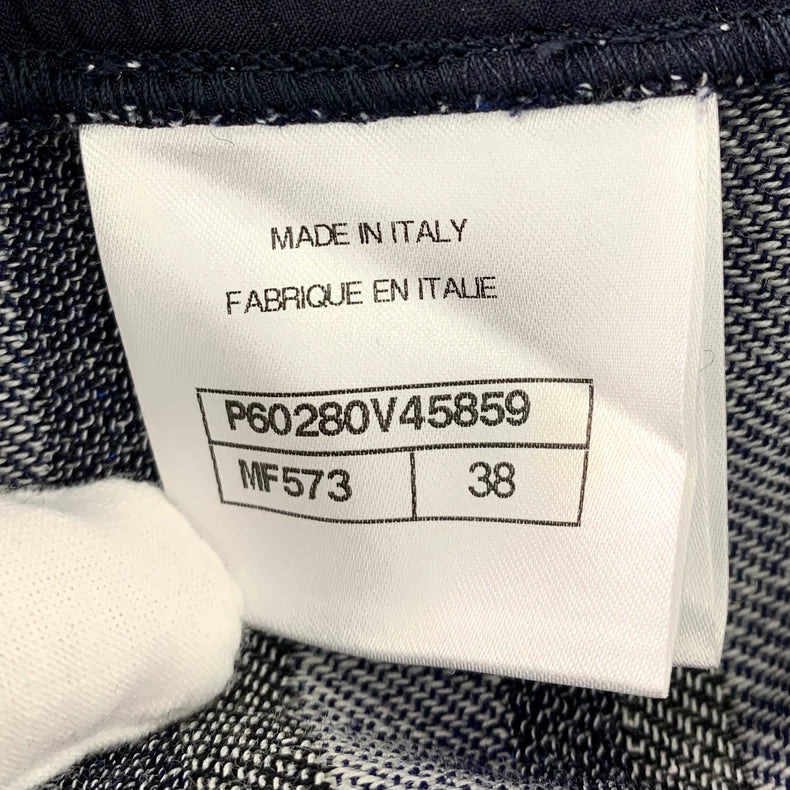 MADE IN ITALY
FABRIQUE EN ITALIE
P60280V45859
MF573 38